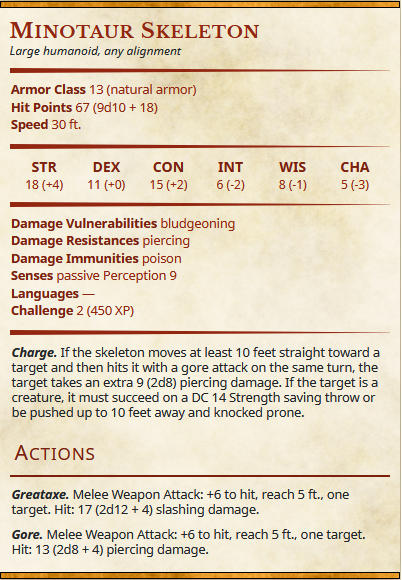 Minotaur Skeleton
Large humanoid, any alignment
Armor Class 13 (natural armor)
Hit Points 67 (9d10 + 18)
Speed 30 ft.
STR DEX CON INT WIS CHA
18 (+4) 11 (+0) 15 (+2) 6 (-2) 8 (-1) 5 (-3)
Damage Vulnerabilities bludgeoning
Damage Resistances piercing
Damage Immunities poison
Senses passive Perception 9
Languages —
Challenge 2 (450 XP)
Charge. If the skeleton moves at least 10 feet straight toward a
target and then hits it with a gore attack on the same turn, the
target takes an extra 9 (2d8) piercing damage. If the target is a
creature, it must succeed on a DC 14 Strength saving throw or
be pushed up to 10 feet away and knocked prone.
Actions
Greataxe. Melee Weapon Attack: +6 to hit, reach 5 ft., one
target. Hit: 17 (2d12 + 4) slashing damage.
Gore. Melee Weapon Attack: +6 to hit, reach 5 ft., one target.
Hit: 13 (2d8 + 4) piercing damage.